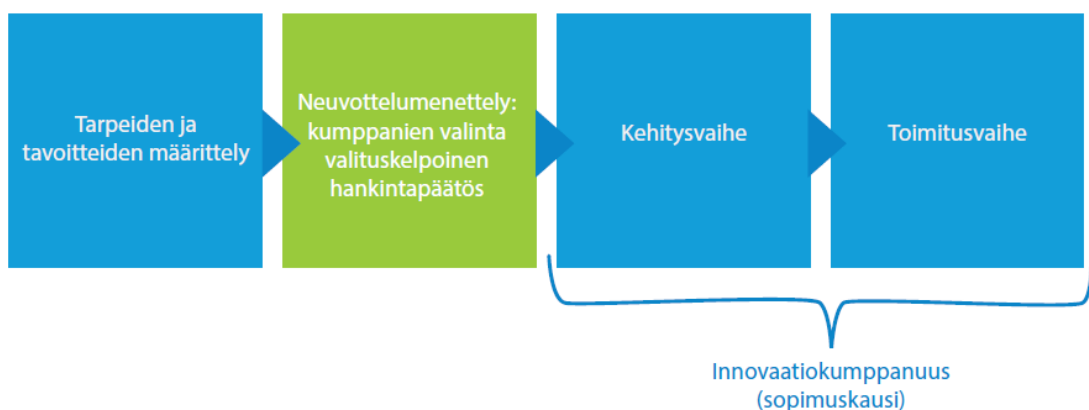 Tarpeiden ja
tavoitteiden määrittely
Neuvottelumenettely:
kumppanien valinta
valituskelpoinen
hankintapäätös
Kehitysvaihe
Toimitusvaihe
Innovaatiokumppanuus
(sopimuskausi)